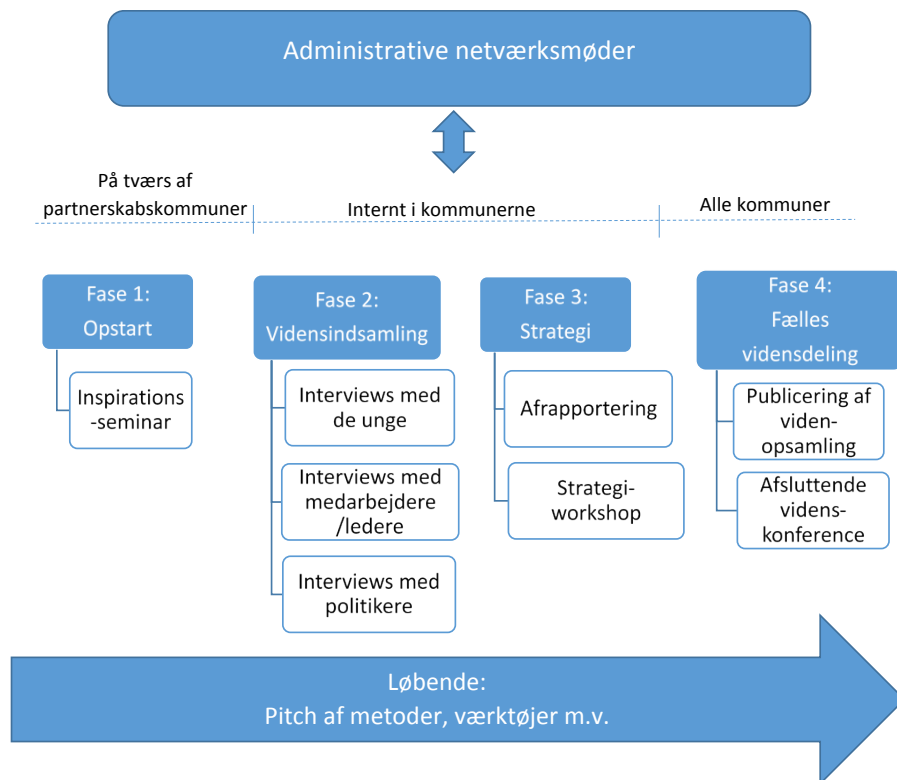 Administrative netværksmøder
På tværs af
partnerskabskommuner
Internt i kommunerne
Alle kommuner
Fase 1:
Opstart
Inspirations
-seminar
Fase 2:
Vidensindsamling
Interviews med
de unge
Interviews med
medarbejdere
/ledere
Interviews med
politikere
Fase 3:
Strategi
Afrapportering
Strategi-
workshop
Fase 4:
Fælles
vidensdeling
Publicering af
viden-
opsamling
Afsluttende
videns-
konference
Løbende:
Pitch af metoder, værktøjer m.v.